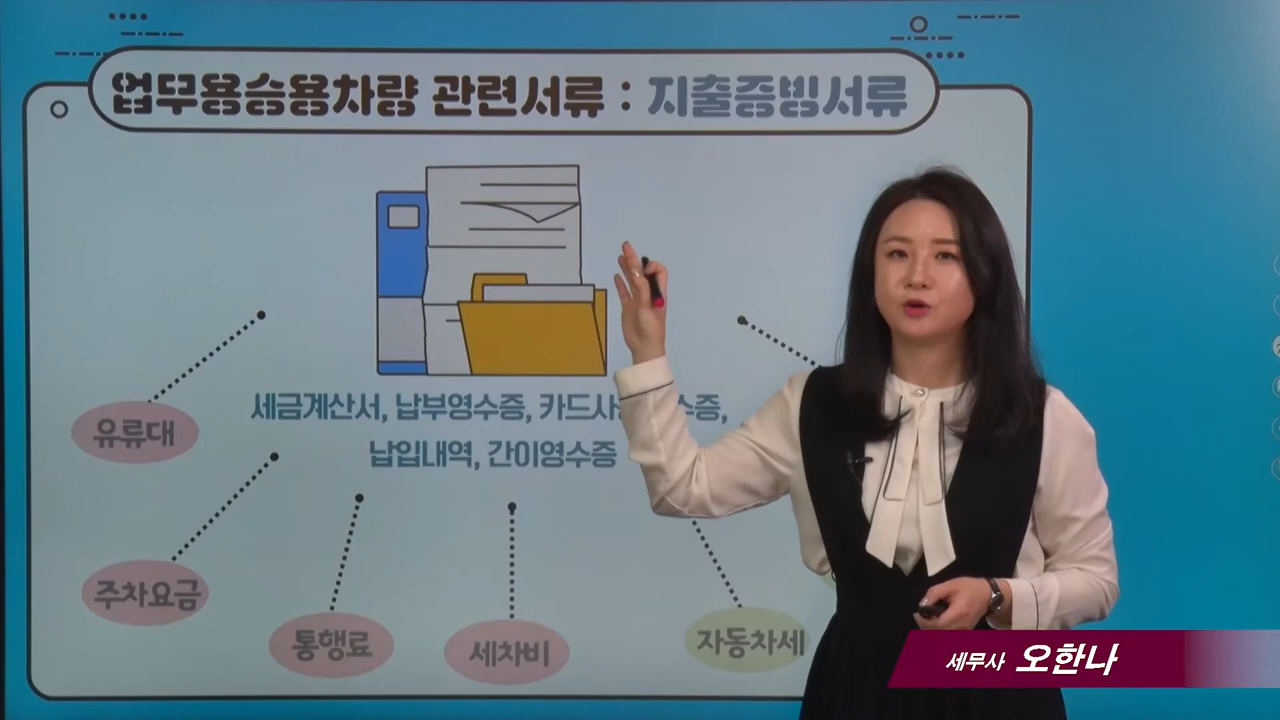 업무용승용차량 관련서류 : 지출증빙서류
세금계산서, 납부영수증, 카드사 수증,
납입내역, 간이영수증
유류대
주차요금
통행료
세차비
자동차세
세무사 오한나